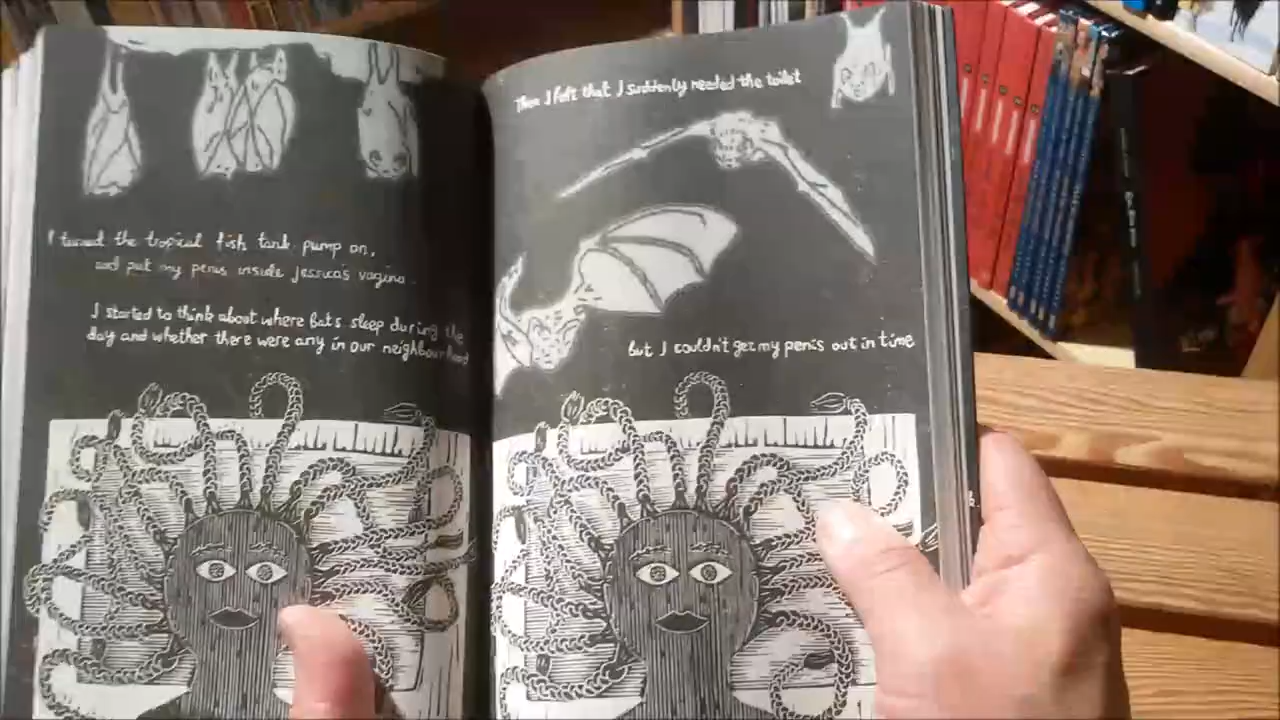 I turned the tropical fish tank pump on,
and put my penis inside Jessica's vagina.
I started to think about where Bats sleep during the
day and whether there were any in our neighbourhood
Then I felt that I suddenly needed the toilet
but I couldn't get my penis out in time